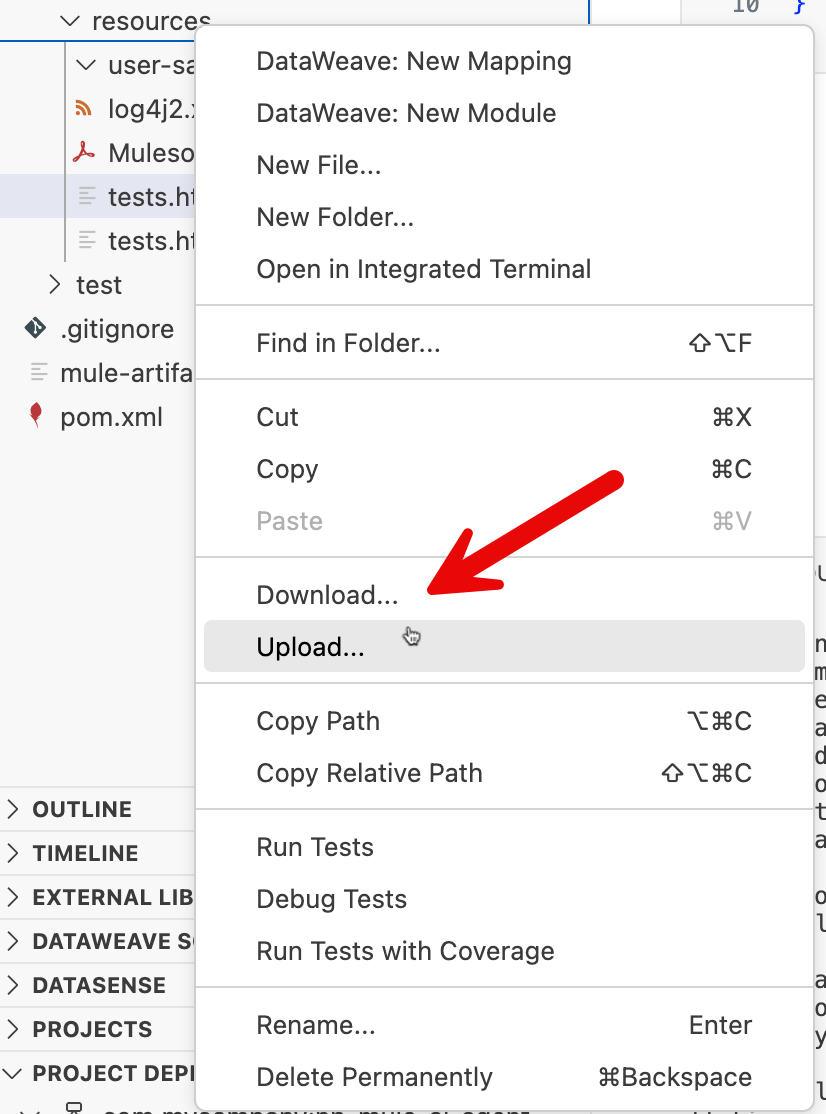 resources
10 }
user-sa
log4j2.x
Muleso
tests.ht
tests.ht
test
.gitignore
mule-artifa
pom.xml
DataWeave: New Mapping
DataWeave: New Module
New File...
New Folder...
Open in Integrated Terminal
Find in Folder... ⇧⌥F
Cut ⌘X
Copy ⌘C
Paste ⌘V
Download...
Upload...
Copy Path ⌥⌘C
Copy Relative Path ⇧⌥⌘C
Run Tests
Debug Tests
Run Tests with Coverage
Rename... Enter
Delete Permanently ⌘Backspace
OUTLINE
TIMELINE
EXTERNAL LIB
DATAWEAVE S
DATASENSE
PROJECTS
PROJECT DEP